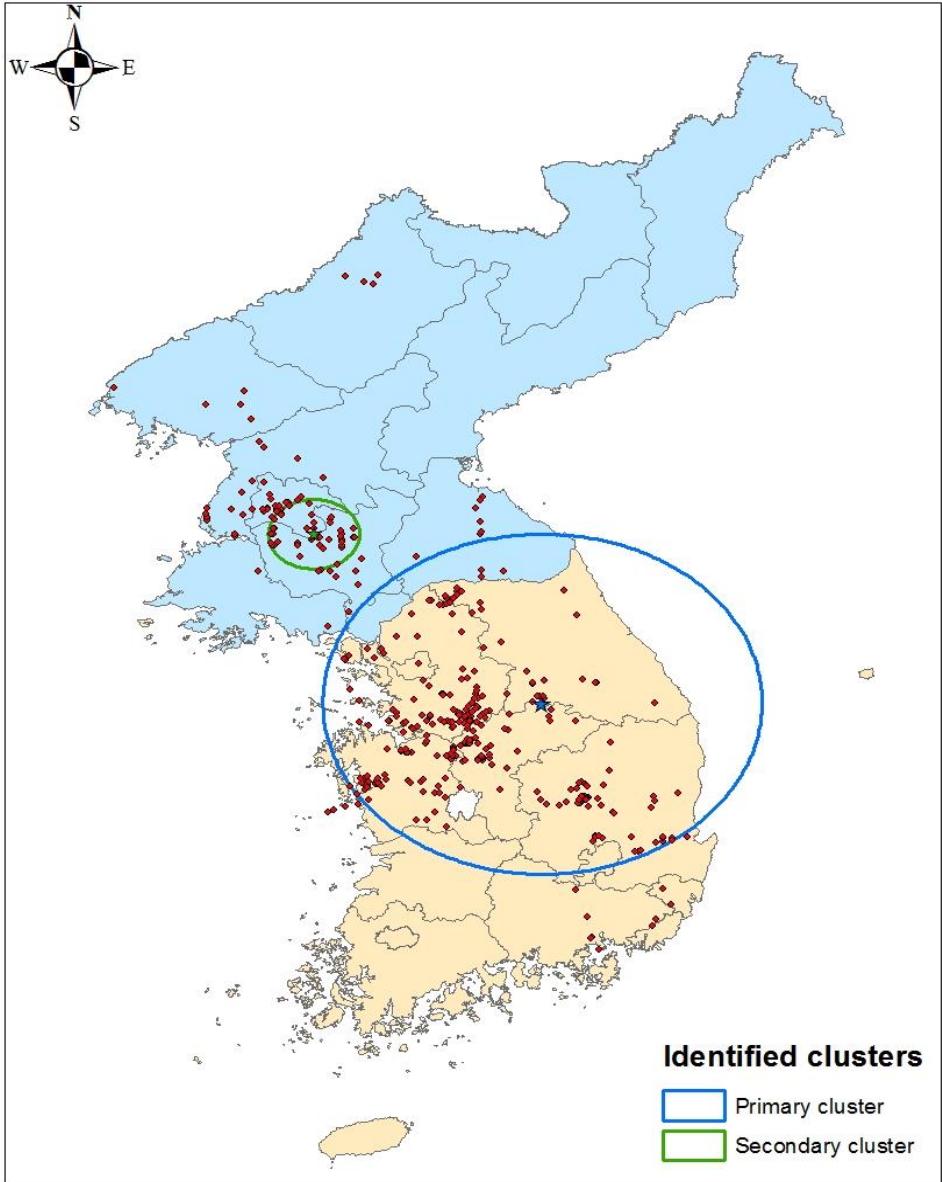 N
W E
S
Identified clusters
Primary cluster
Secondary cluster